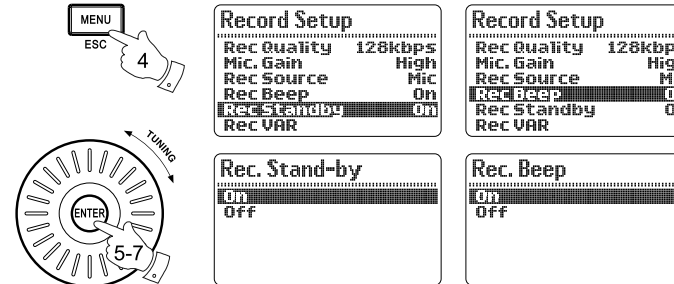 MENU
ESC
4
TUNING
ENTER
5-7
Record Setup
Rec Quality 128kbps
Mic. Gain High
Rec Source Mic
Rec Beep On
Rec Standby On
Rec VAR
Rec. Stand-by
On
Off
Record Setup
Rec Quality 128kbp
Mic. Gain Hig
Rec Source M
Rec Beep
Rec Standby
Rec VAR
Rec. Beep
On
Off